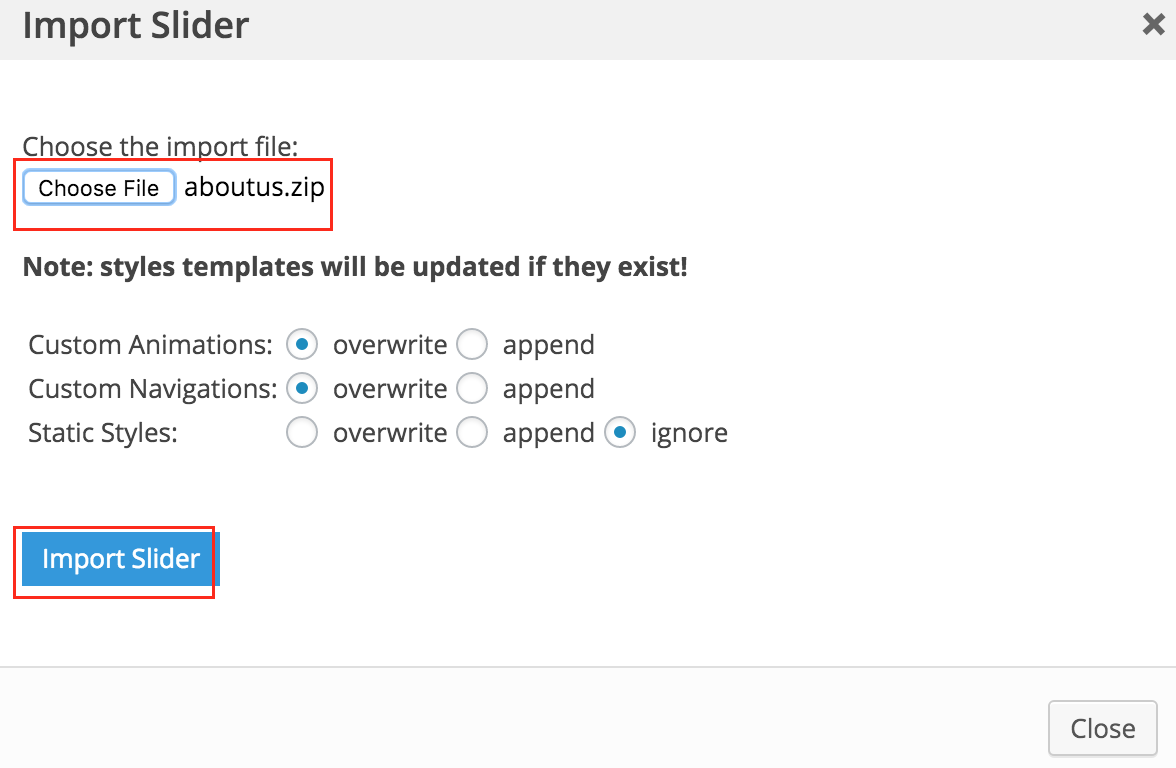 Import Slider
Choose the import file:
Choose File aboutus.zip
Note: styles templates will be updated if they exist!
Custom Animations: overwrite append
Custom Navigations: overwrite append
Static Styles: overwrite append ignore
Import Slider
Close